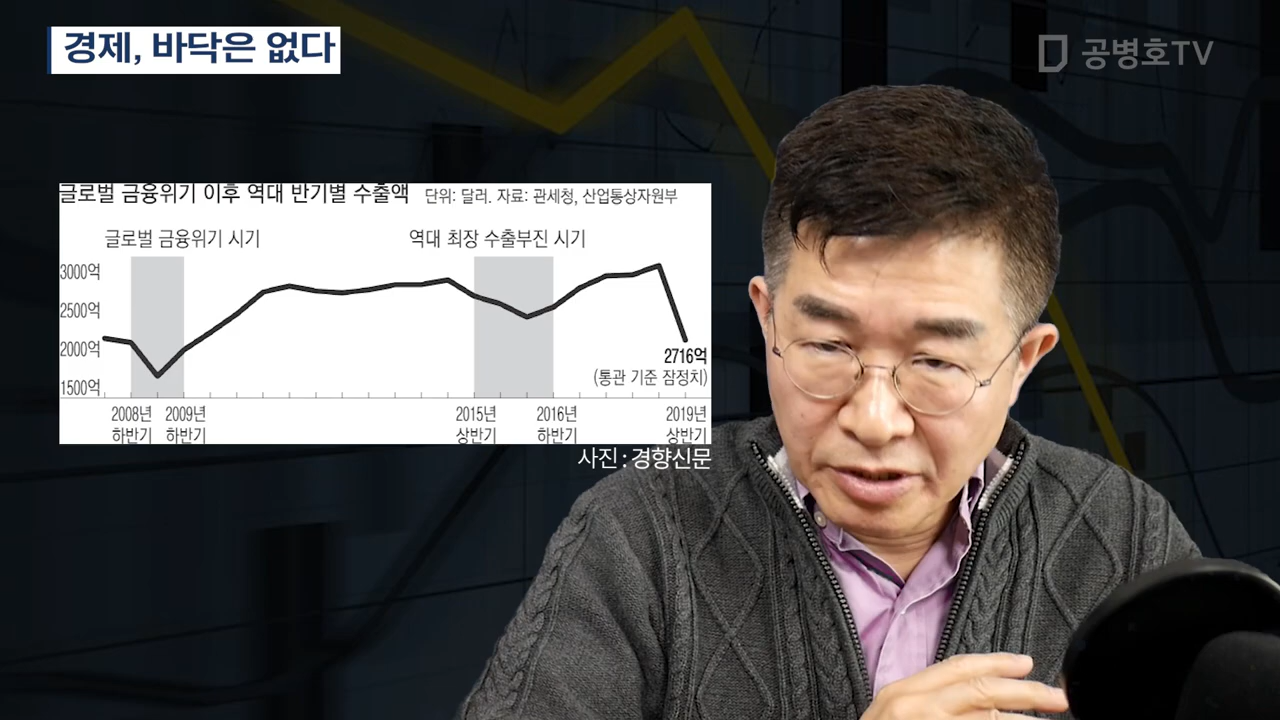 경제, 바닥은 없다
공병호TV
글로벌 금융위기 이후 역대 반기별 수출액 단위: 달러. 자료: 관세청, 산업통상자원부
글로벌 금융위기 시기
역대 최장 수출부진 시기
3000억
2500억
2000억
1500억
2716억
(통관 기준 잠정치)
2008년
하반기
2009년
하반기
2015년
상반기
2016년
하반기
2019년
상반기
사진 : 경향신문